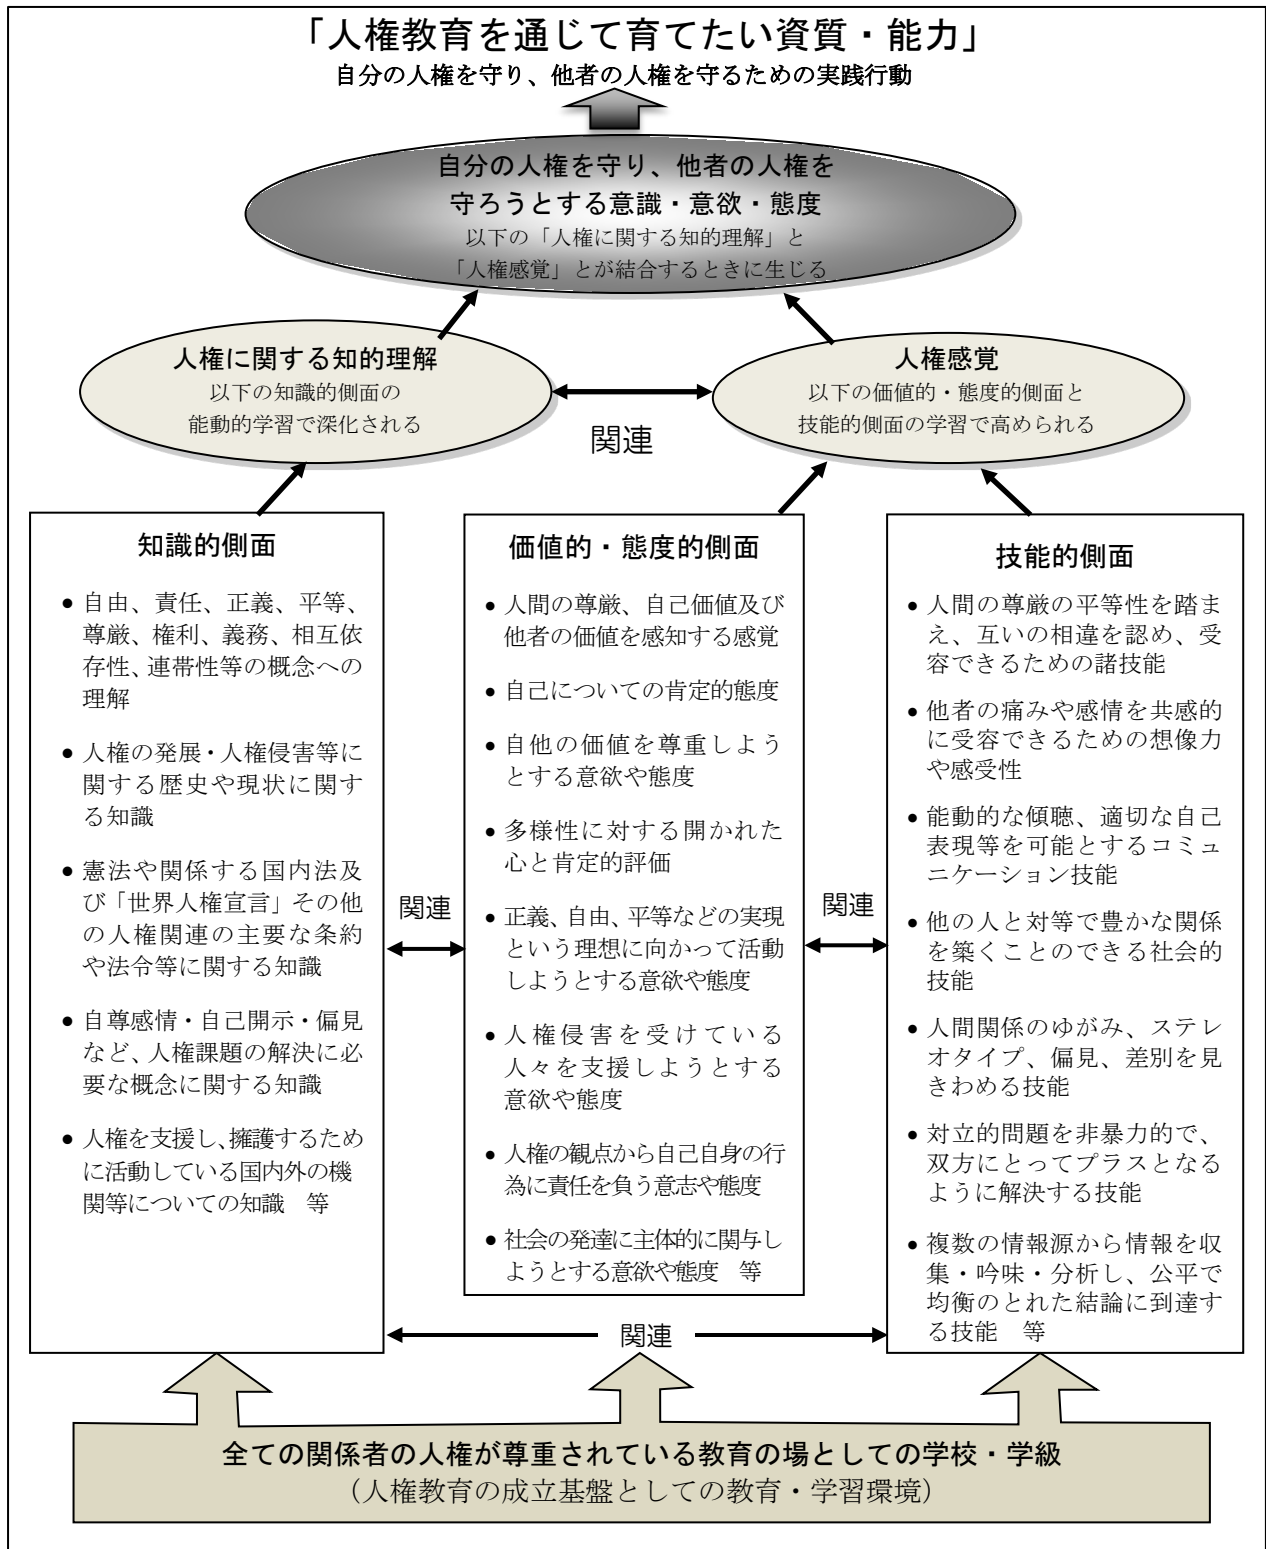 「人権教育を通じて育てたい資質・能力」
自分の人権を守り、他者の人権を守るための実践行動
自分の人権を守り、他者の人権を
守ろうとする意識・意欲・態度
以下の「人権に関する知的理解」と
「人権感覚」とが結合するときに生じる
人権に関する知的理解
以下の知識的側面の
能動的学習で深化される
関連
人権感覚
以下の価値的・態度的側面と
技能的側面の学習で高められる
知識的側面
• 自由、責任、正義、平等、
尊厳、権利、義務、相互依
存性、連帯性等の概念への
理解
• 人権の発展・人権侵害等に
関する歴史や現状に関す
る知識
• 憲法や関係する国内法及
び「世界人権宣言」その他
の人権関連の主要な条約
や法令等に関する知識
• 自尊感情・自己開示・偏見
など、人権課題の解決に必
要な概念に関する知識
• 人権を支援し、擁護するため
に活動している国内外の機
関等についての知識　等
関連
価値的・態度的側面
• 人間の尊厳、自己価値及び
他者の価値を感知する感覚
• 自己についての肯定的態度
• 自他の価値を尊重しよう
とする意欲や態度
• 多様性に対する開かれた
心と肯定的評価
• 正義、自由、平等などの実現
という理想に向かって活動
しようとする意欲や態度
• 人権侵害を受けている
人々を支援しようとする
意欲や態度
• 人権の観点から自己自身の行
為に責任を負う意志や態度
• 社会の発達に主体的に関与し
ようとする意欲や態度　等
関連
技能的側面
• 人間の尊厳の平等性を踏ま
え、互いの相違を認め、受
容できるための諸技能
• 他者の痛みや感情を共感的
に受容できるための想像力
や感受性
• 能動的な傾聴、適切な自己
表現等を可能とするコミュ
ニケーション技能
• 他の人と対等で豊かな関係
を築くことのできる社会的
技能
• 人間関係のゆがみ、ステレ
オタイプ、偏見、差別を見
きわめる技能
• 対立的問題を非暴力的で、
双方にとってプラスとなる
ように解決する技能
• 複数の情報源から情報を収
集・吟味・分析し、公平で
均衡のとれた結論に到達す
る技能　等
関連
全ての関係者の人権が尊重されている教育の場としての学校・学級
（人権教育の成立基盤としての教育・学習環境）